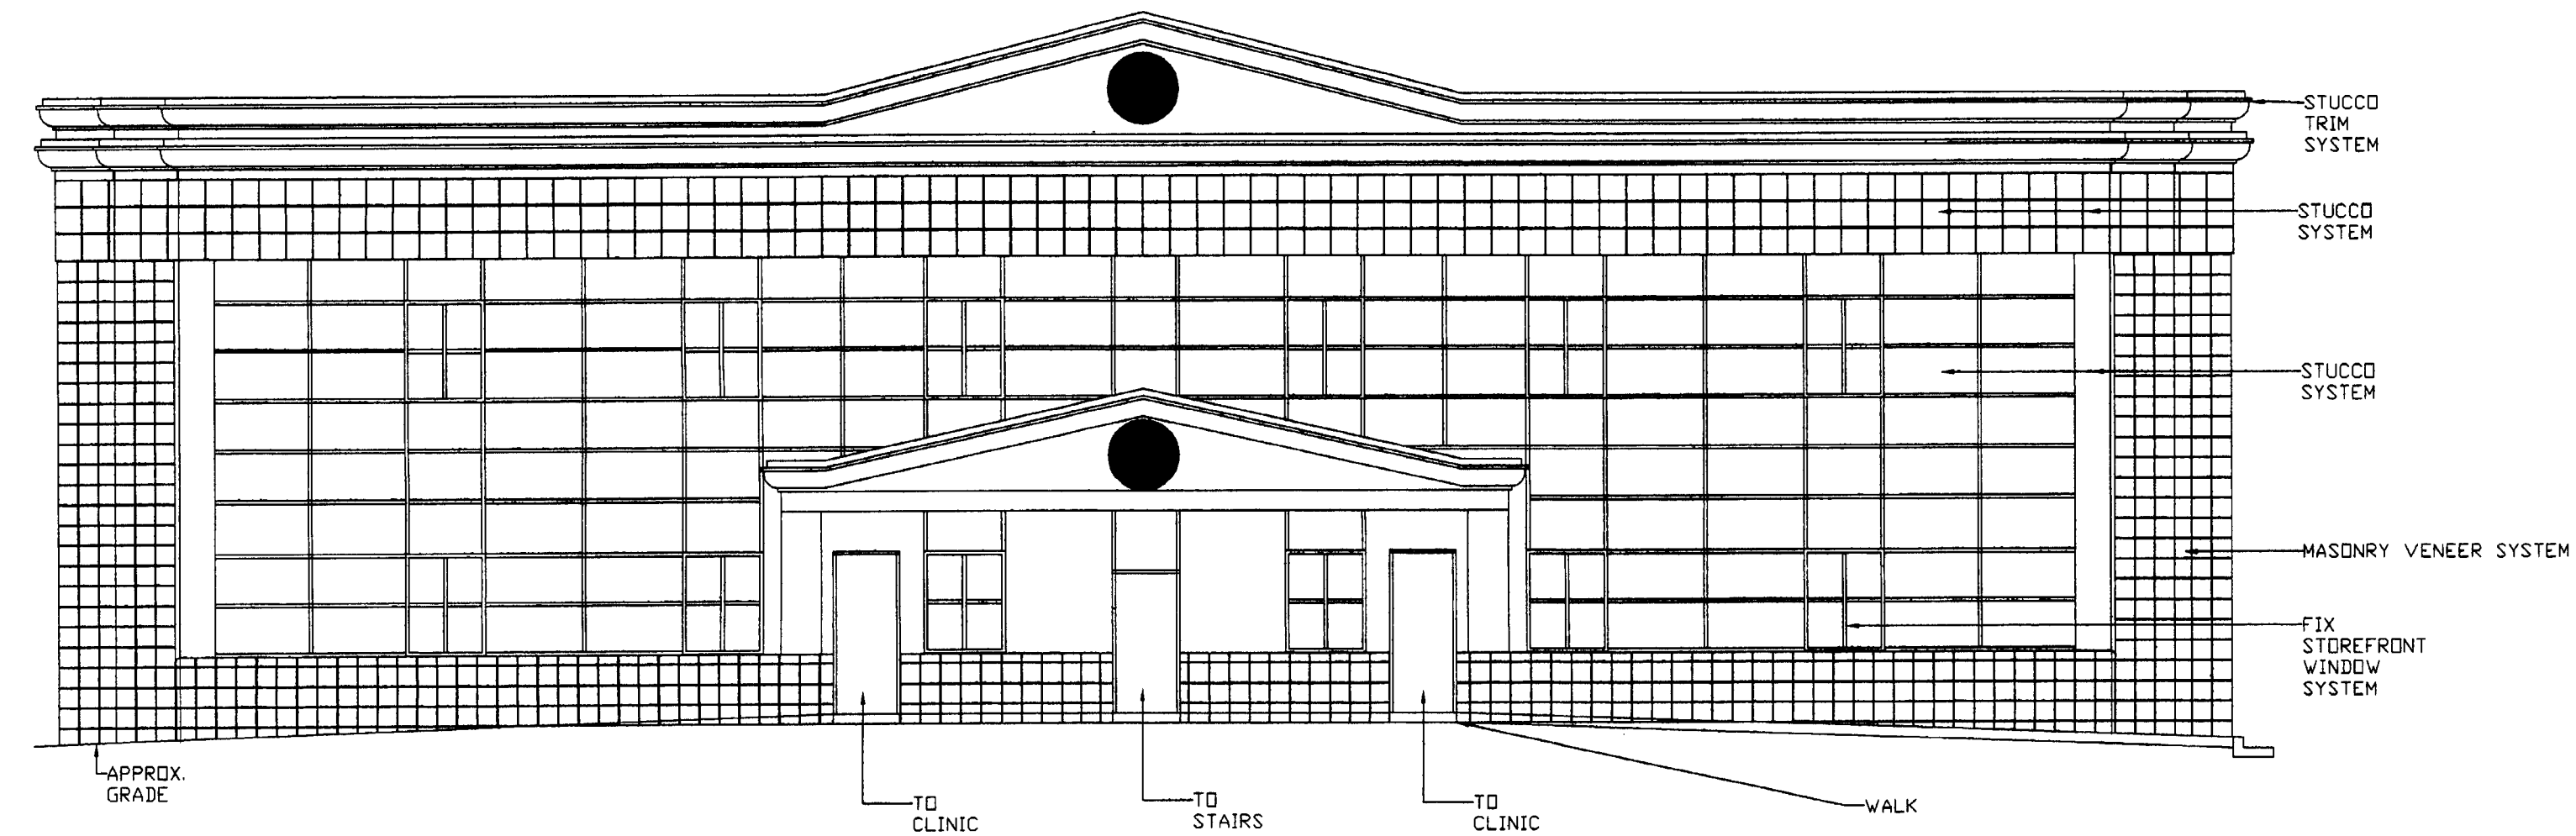 STUCCO
TRIM
SYSTEM
STUCCO
SYSTEM
STUCCO
SYSTEM
MASONRY VENEER SYSTEM
FIX
STOREFRONT
WINDOW
SYSTEM
APPROX.
GRADE
TO
CLINIC
TO
STAIRS
TO
CLINIC
WALK